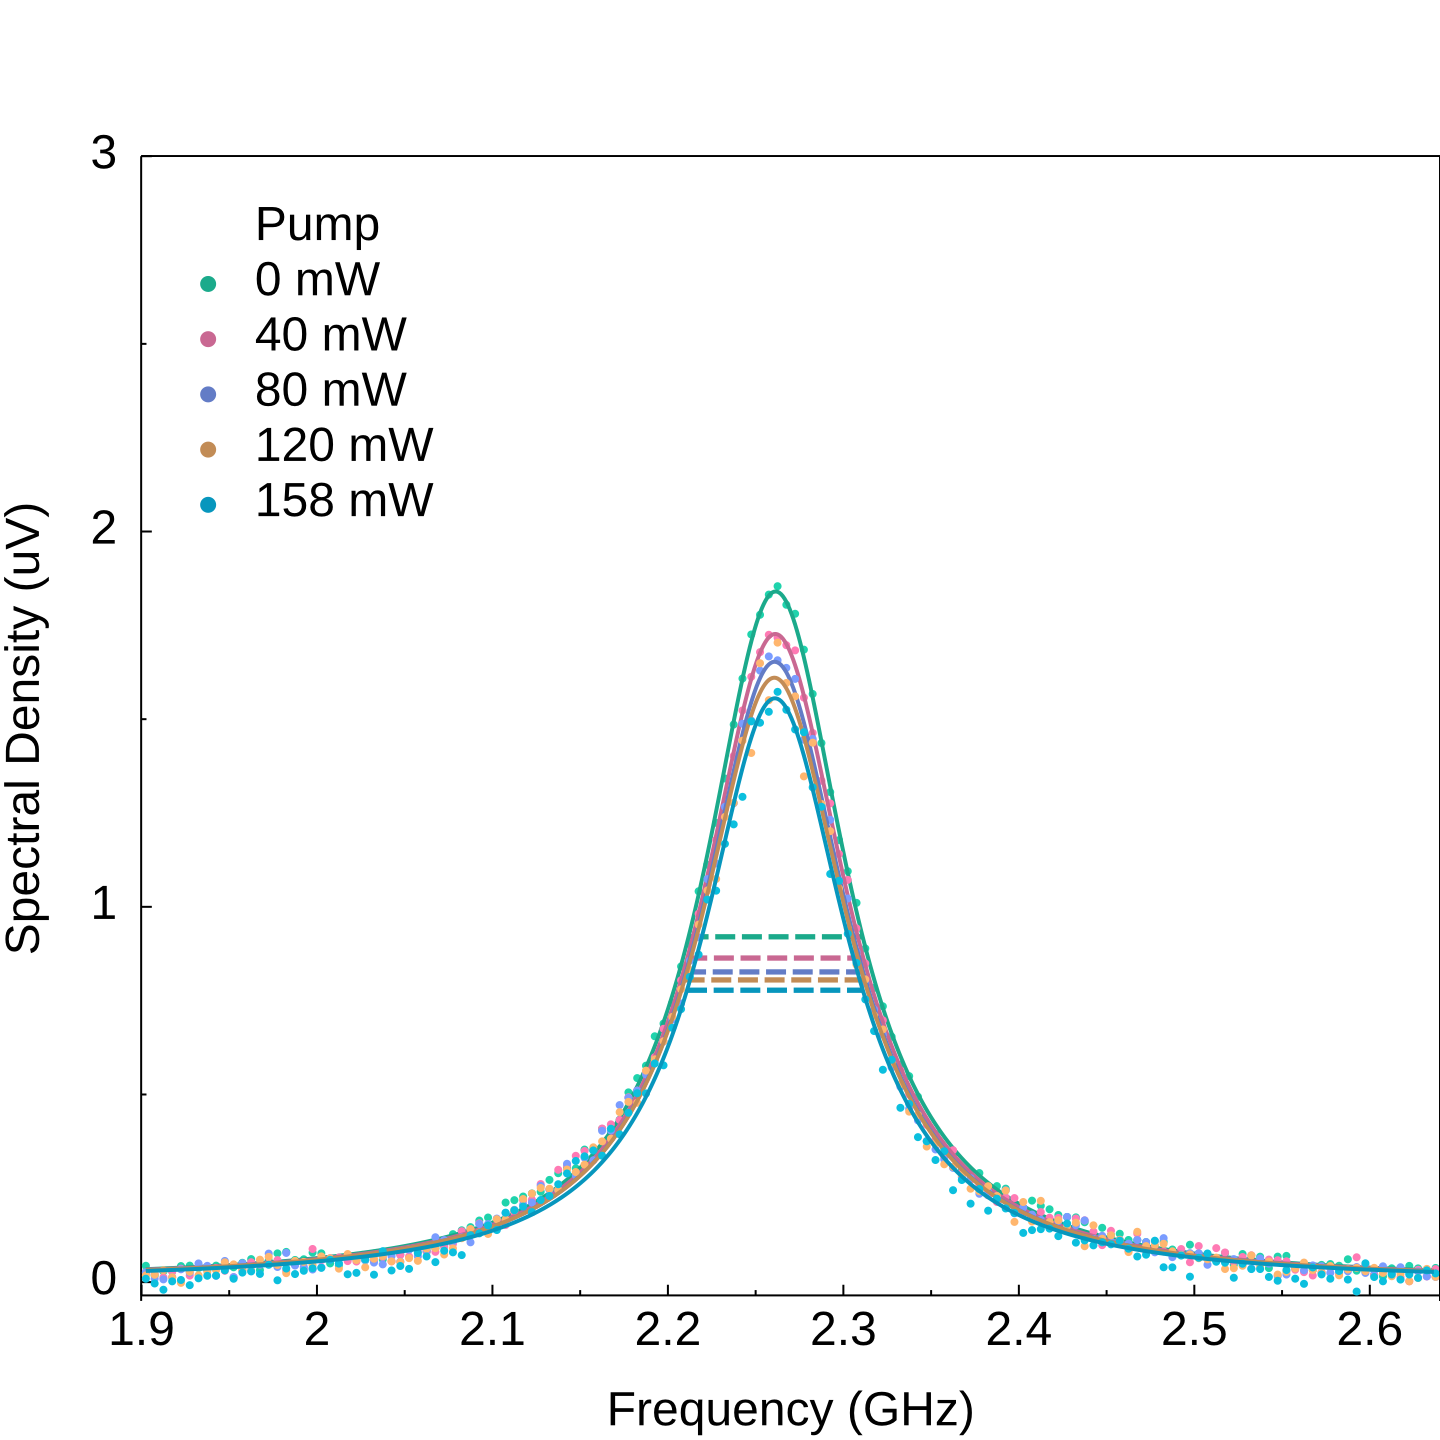 3
Pump
0 mW
40 mW
80 mW
120 mW
158 mW
2
Spectral Density (uV)
1
0
1.9 2 2.1 2.2 2.3 2.4 2.5 2.6
Frequency (GHz)